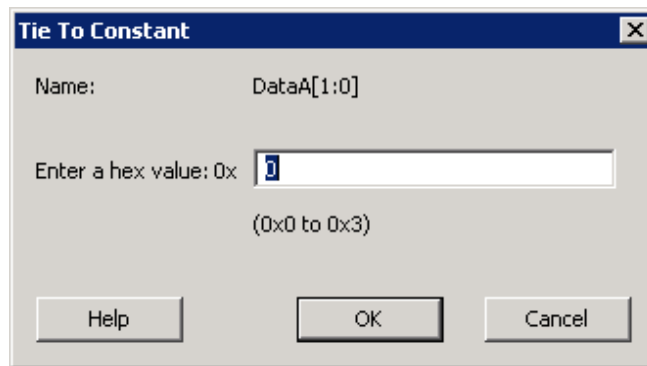 Tie To Constant
Name: DataA[1:0]
Enter a hex value: 0x 0
(0x0 to 0x3)
Help OK Cancel